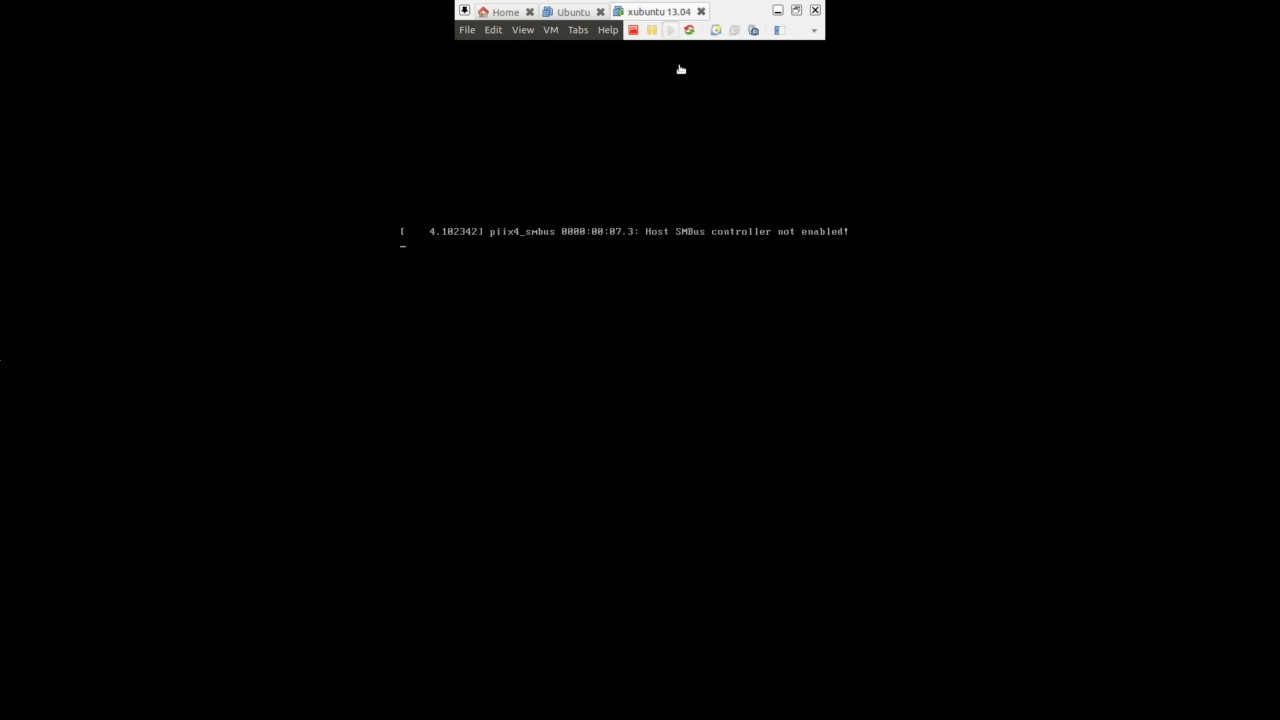 Home Ubuntu xubuntu 13.04
File Edit View VM Tabs Help
[    4.102342] piix4_smbus 0000:00:07.3: Host SMBus controller not enabled!
_